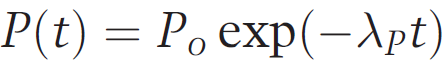 P(t) = P_o exp(−λ_P t)